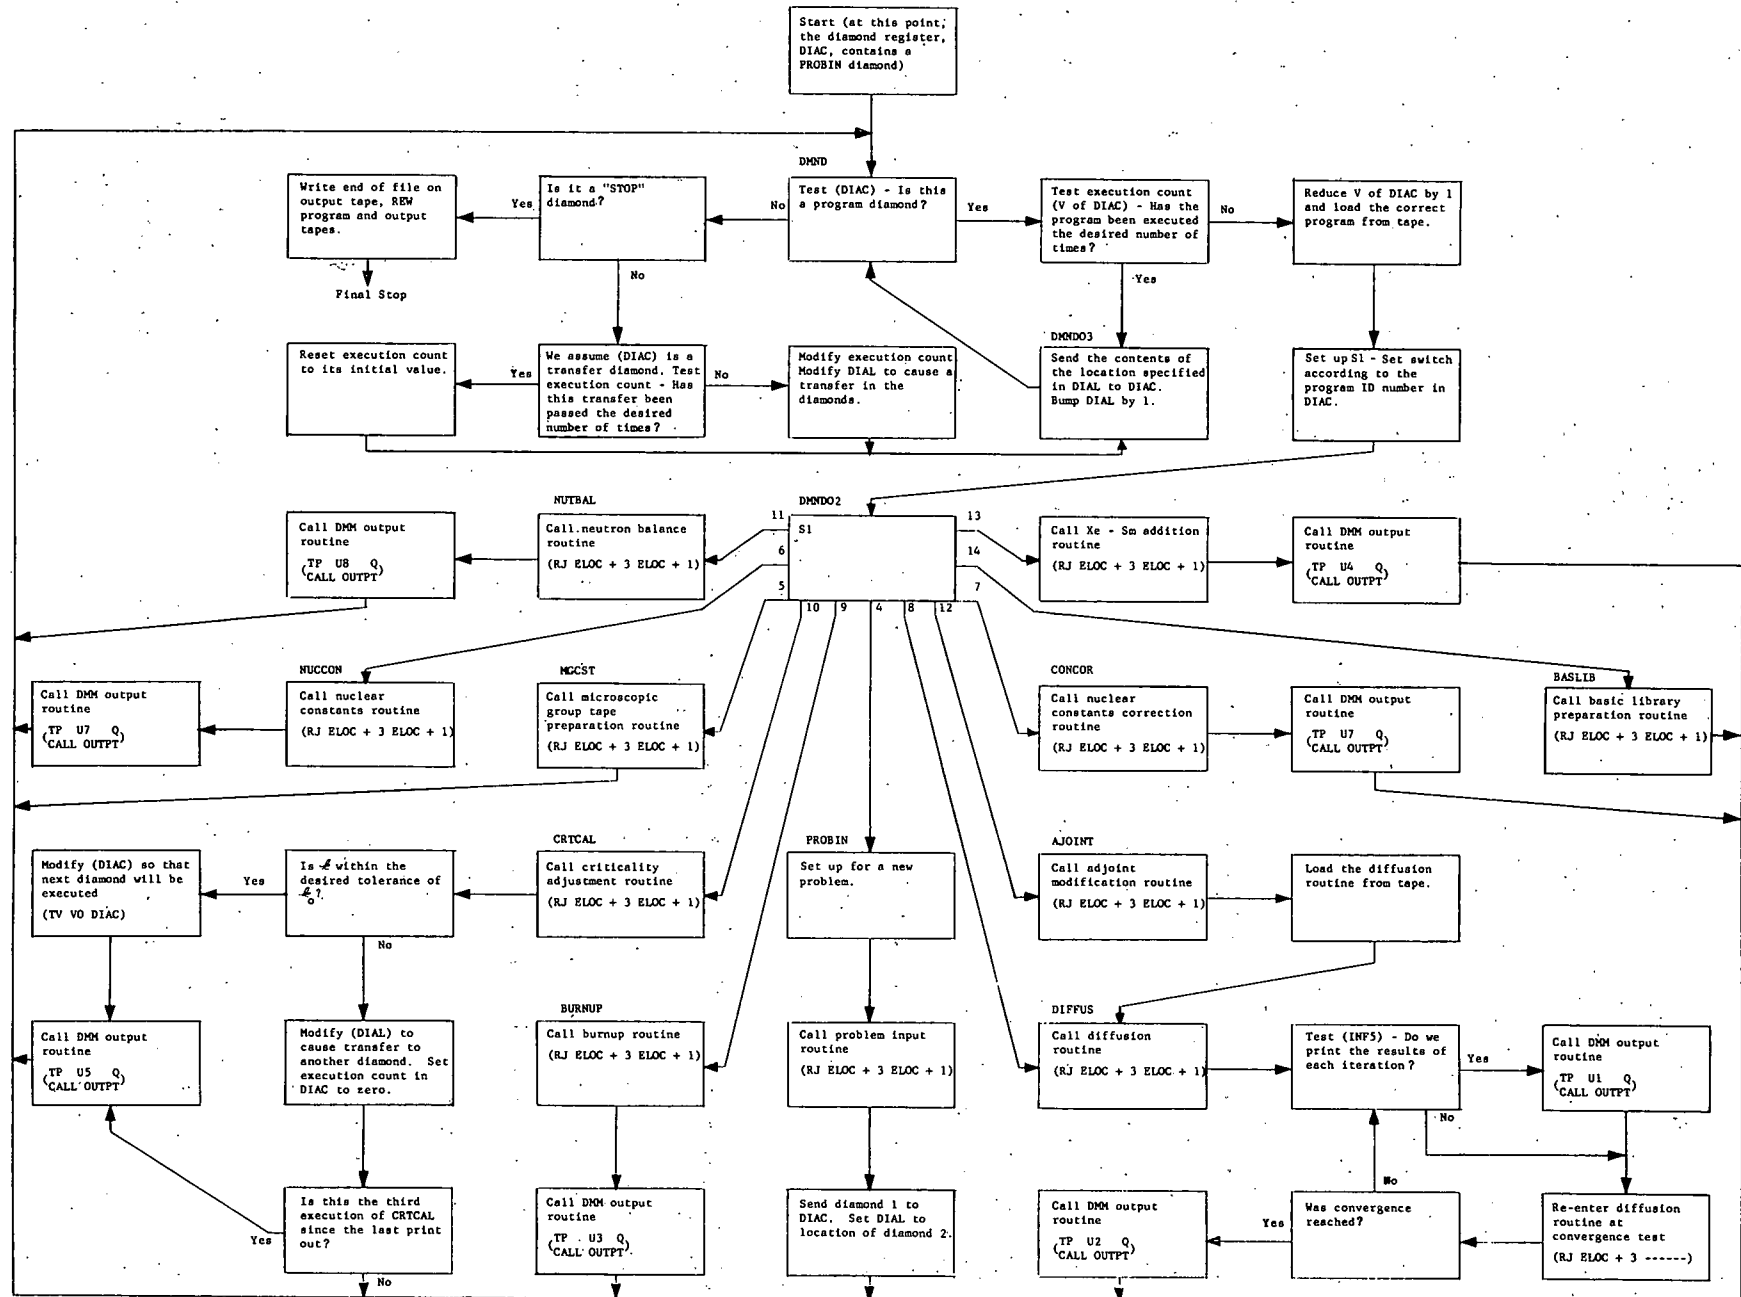 Start (at this point,
the diamond register,
DIAC, contains a
PROBIN diamond)
DMND
Write end of file on
output tape, REW
program and output
tapes.
Yes
Is it a "STOP"
diamond?
No
Test (DIAC) - Is this
a program diamond?
Yes
Test execution count
(V of DIAC) - Has the
program been executed
the desired number of
times?
No
Reduce V of DIAC by 1
and load the correct
program from tape.
Final Stop
No
Yes
DMNDO3
Reset execution count
to its initial value.
Yes
We assume (DIAC) is a
transfer diamond. Test
execution count - Has
this transfer been
passed the desired
number of times?
No
Modify execution count
Modify DIAL to cause a
transfer in the
diamonds.
Send the contents of
the location specified
in DIAL to DIAC.
Bump DIAL by 1.
Set up S1 - Set switch
according to the
program ID number in
DIAC.
NUTBAL
DMNDO2
Call DMM output
routine
(TP U8 Q)
(CALL OUTPT)
Call neutron balance
routine
(RJ ELOC + 3 ELOC + 1)
11
6
5
S1
13
14
7
10 9 4 8 12
Call Xe - Sm addition
routine
(RJ ELOC + 3 ELOC + 1)
Call DMM output
routine
(TP U4 Q)
(CALL OUTPT)
NUCCON
MGCST
CONCOR
BASLIB
Call DMM output
routine
(TP U7 Q)
(CALL OUTPT)
Call nuclear
constants routine
(RJ ELOC + 3 ELOC + 1)
Call microscopic
group tape
preparation routine
(RJ ELOC + 3 ELOC + 1)
Call nuclear
constants correction
routine
(RJ ELOC + 3 ELOC + 1)
Call DMM output
routine
(TP U7 Q)
(CALL OUTPT)
Call basic library
preparation routine
(RJ ELOC + 3 ELOC + 1)
CRTCAL
PROBIN
AJOINT
Modify (DIAC) so that
next diamond will be
executed
(TV VO DIAC)
Yes
Is k within the
desired tolerance of
k0?
No
Call criticality
adjustment routine
(RJ ELOC + 3 ELOC + 1)
Set up for a new
problem.
Call adjoint
modification routine
(RJ ELOC + 3 ELOC + 1)
Load the diffusion
routine from tape.
BURNUP
DIFFUS
Call DMM output
routine
(TP U5 Q)
(CALL OUTPT)
Modify (DIAL) to
cause transfer to
another diamond. Set
execution count in
DIAC to zero.
Call burnup routine
(RJ ELOC + 3 ELOC + 1)
Call problem input
routine
(RJ ELOC + 3 ELOC + 1)
Call diffusion
routine
(RJ ELOC + 3 ELOC + 1)
Test (INF5) - Do we
print the results of
each iteration?
Yes
No
Call DMM output
routine
(TP U1 Q)
(CALL OUTPT)
Is this the third
execution of CRTCAL
since the last print
out?
Yes
No
Call DMM output
routine
(TP U3 Q)
(CALL OUTPT)
Send diamond 1 to
DIAC. Set DIAL to
location of diamond 2.
Call DMM output
routine
(TP U2 Q)
(CALL OUTPT)
Yes
No
Was convergence
reached?
Re-enter diffusion
routine at
convergence test
(RJ ELOC + 3 ------)